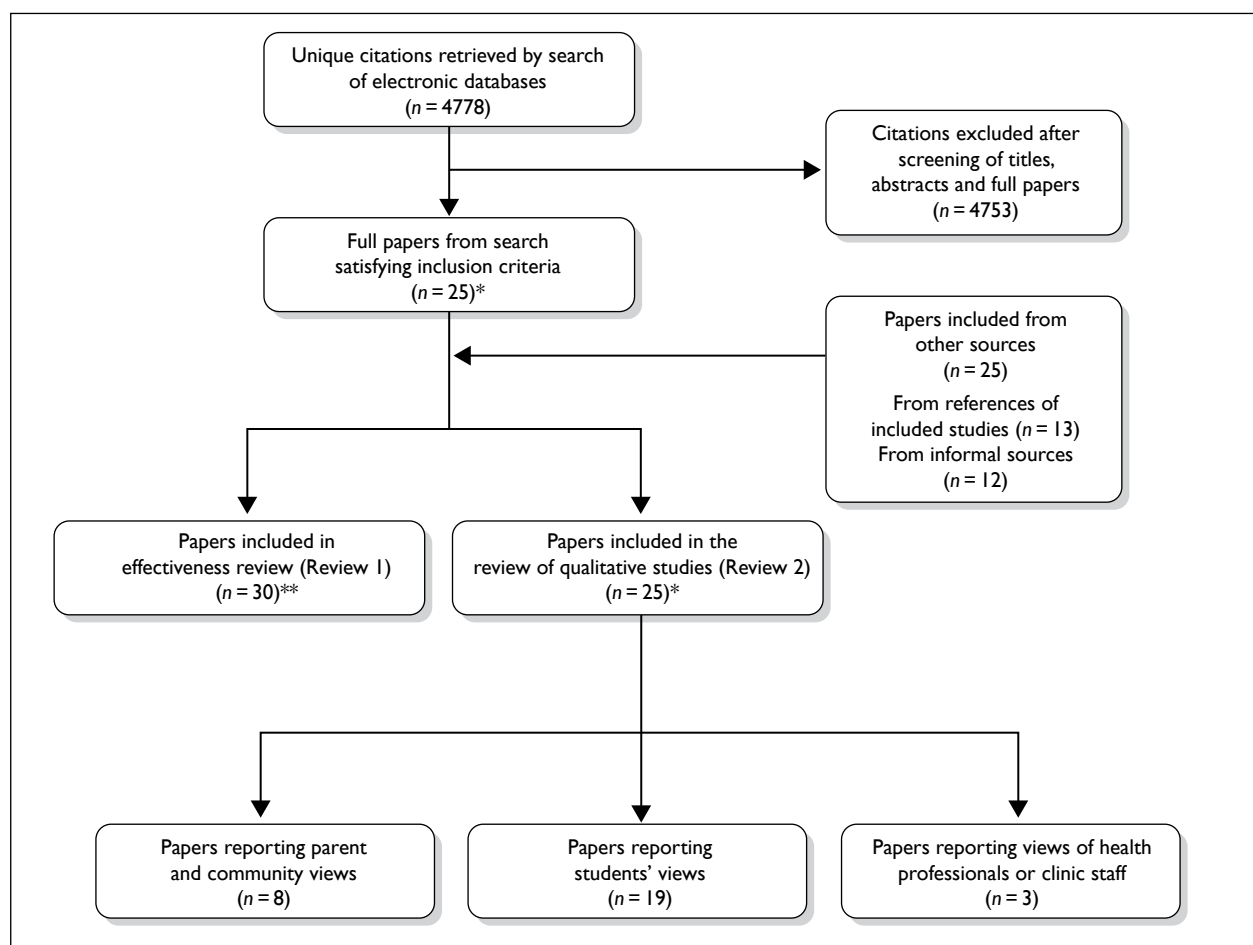 Unique citations retrieved by search
of electronic databases
(n = 4778)
Citations excluded after
screening of titles,
abstracts and full papers
(n = 4753)
Full papers from search
satisfying inclusion criteria
(n = 25)*
Papers included from
other sources
(n = 25)
From references of
included studies (n = 13)
From informal sources
(n = 12)
Papers included in
effectiveness review (Review 1)
(n = 30)**
Papers included in the
review of qualitative studies (Review 2)
(n = 25)*
Papers reporting parent
and community views
(n = 8)
Papers reporting
students’ views
(n = 19)
Papers reporting views of health
professionals or clinic staff
(n = 3)